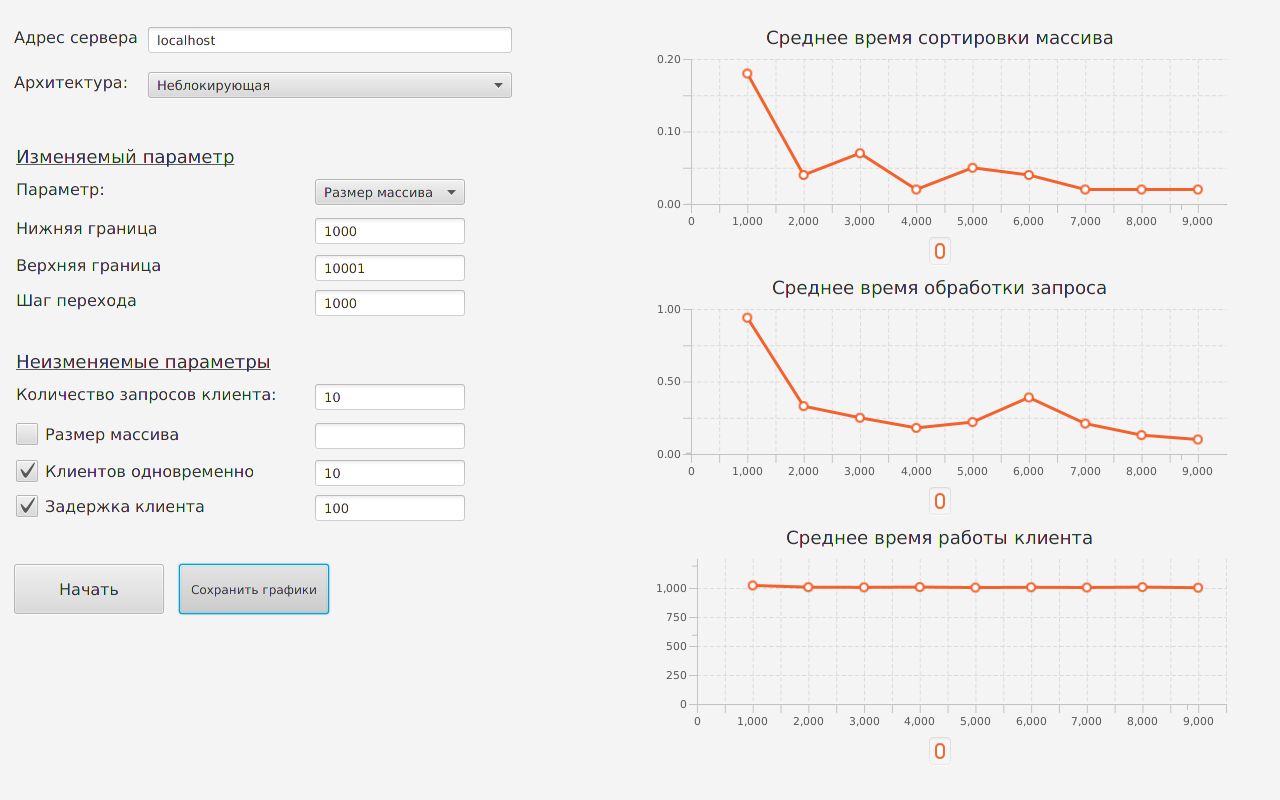 Адрес сервера
localhost
Архитектура:
Неблокирующая
Изменяемый параметр
Параметр:
Размер массива
Нижняя граница
1000
Верхняя граница
10001
Шаг перехода
1000
Неизменяемые параметры
Количество запросов клиента:
10
Размер массива
Клиентов одновременно
10
Задержка клиента
100
Начать
Сохранить графики
Среднее время сортировки массива
0.20
0.10
0.00
0 1,000 2,000 3,000 4,000 5,000 6,000 7,000 8,000 9,000
Среднее время обработки запроса
1.00
0.50
0.00
0 1,000 2,000 3,000 4,000 5,000 6,000 7,000 8,000 9,000
Среднее время работы клиента
1,000
750
500
250
0
0 1,000 2,000 3,000 4,000 5,000 6,000 7,000 8,000 9,000